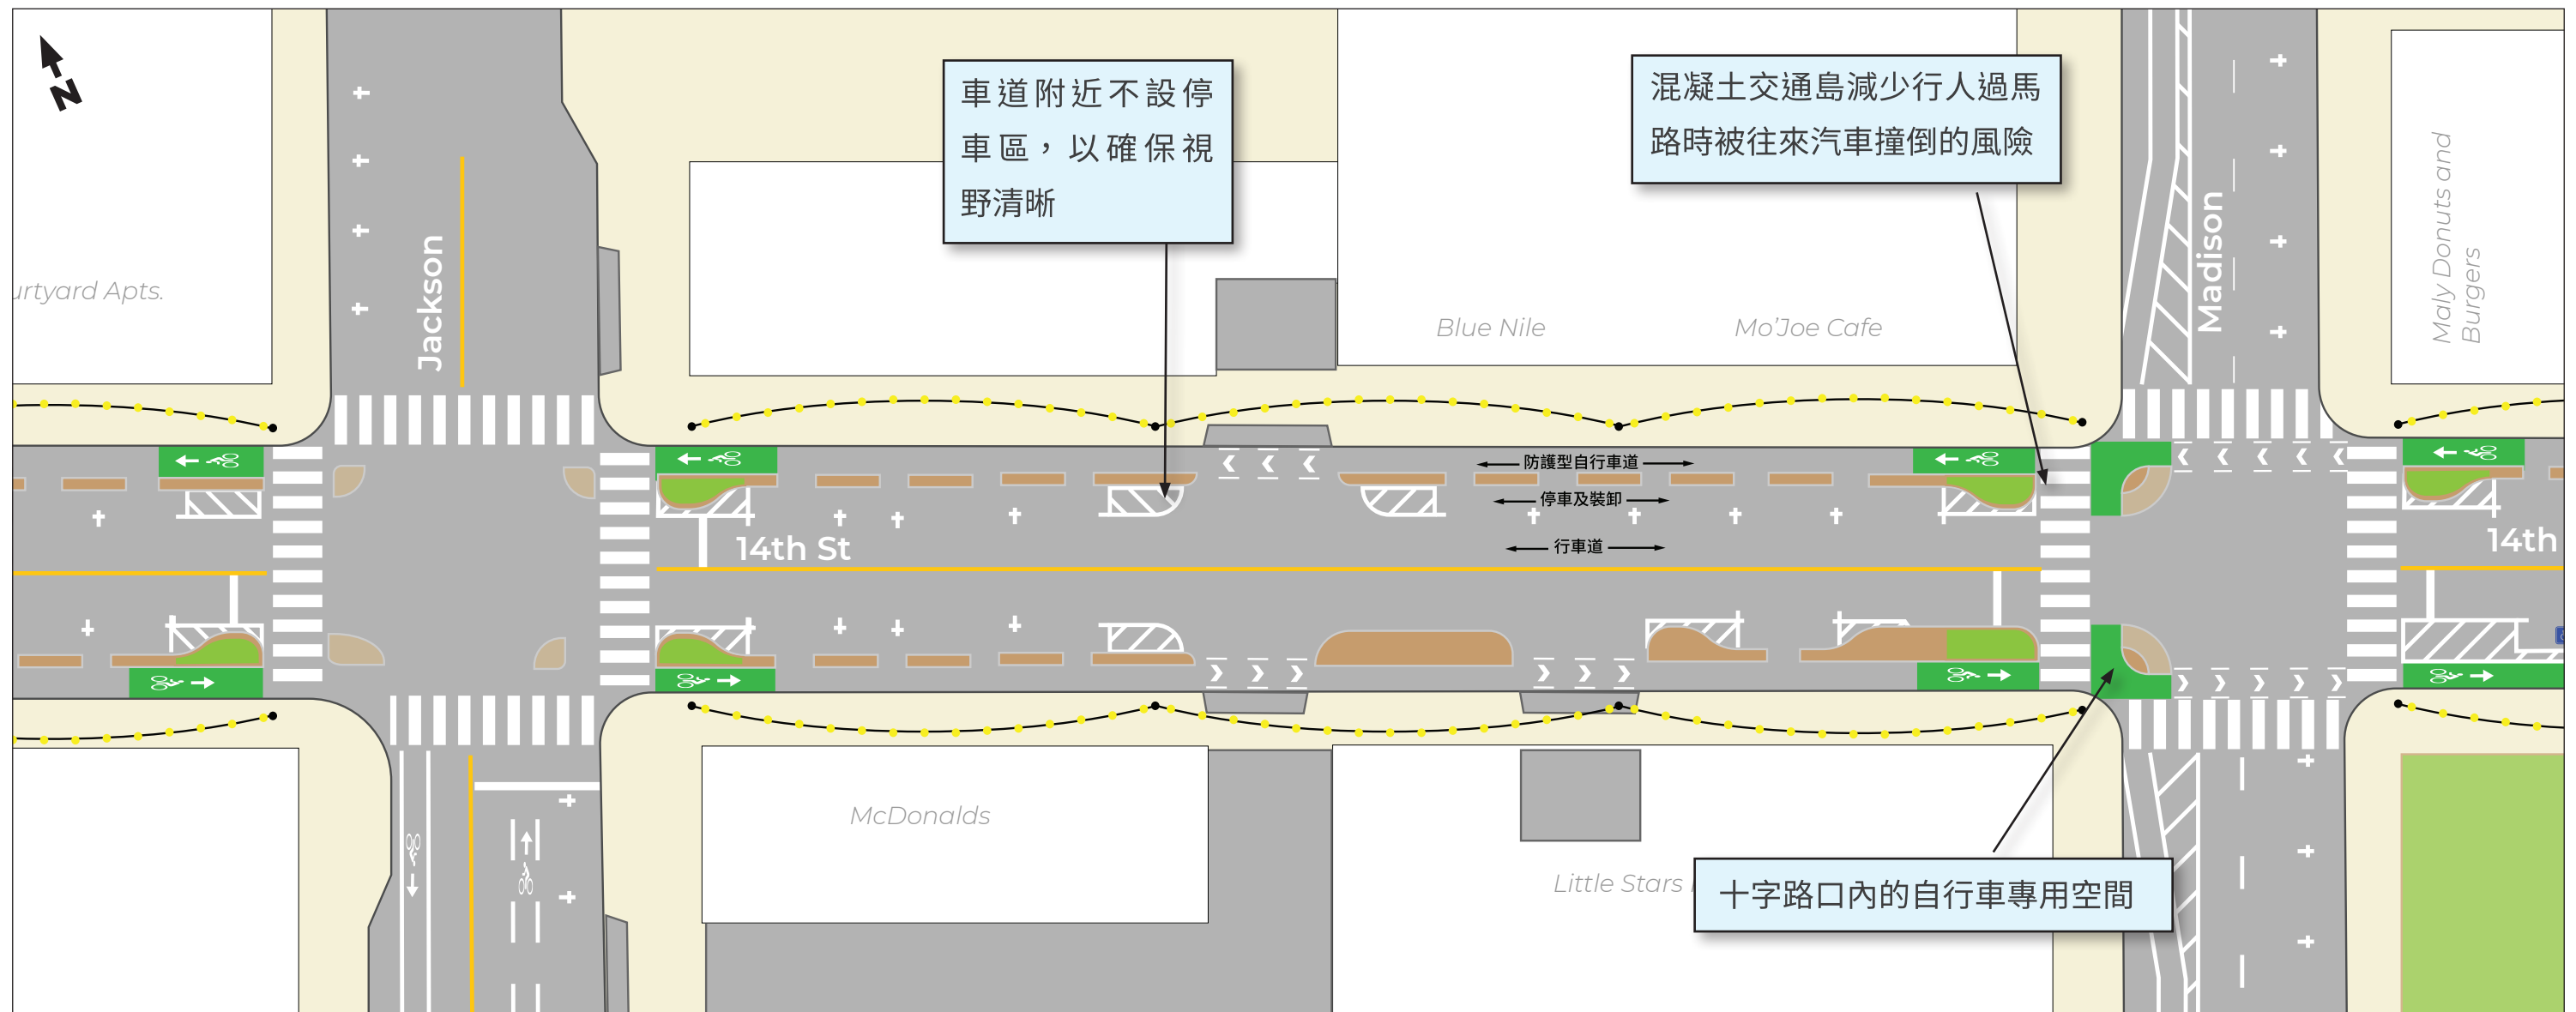 N
車道附近不設停
車區，以確保視
野清晰
混凝土交通島減少行人過馬
路時被往來汽車撞倒的風險
Jackson
Madison
Maly Donuts and
Burgers
urtyard Apts.
Blue Nile
Mo'Joe Cafe
防護型自行車道
停車及裝卸
行車道
14th St
14th
McDonalds
Little Stars
十字路口內的自行車專用空間